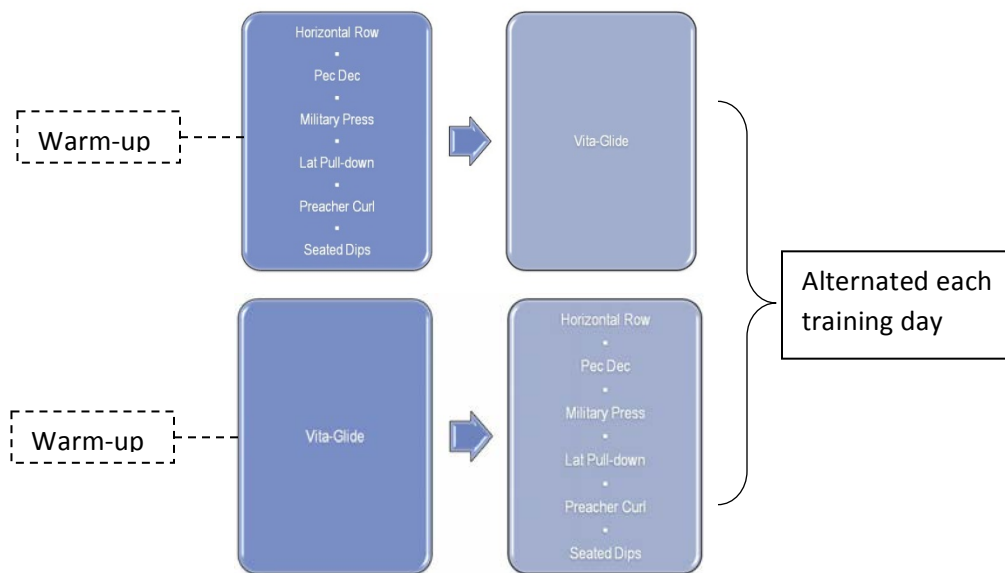 Warm-up
Horizontal Row
▪
Pec Dec
▪
Military Press
▪
Lat Pull-down
▪
Preacher Curl
▪
Seated Dips
Vita-Glide
Warm-up
Vita-Glide
Horizontal Row
▪
Pec Dec
▪
Military Press
▪
Lat Pull-down
▪
Preacher Curl
▪
Seated Dips
Alternated each
training day